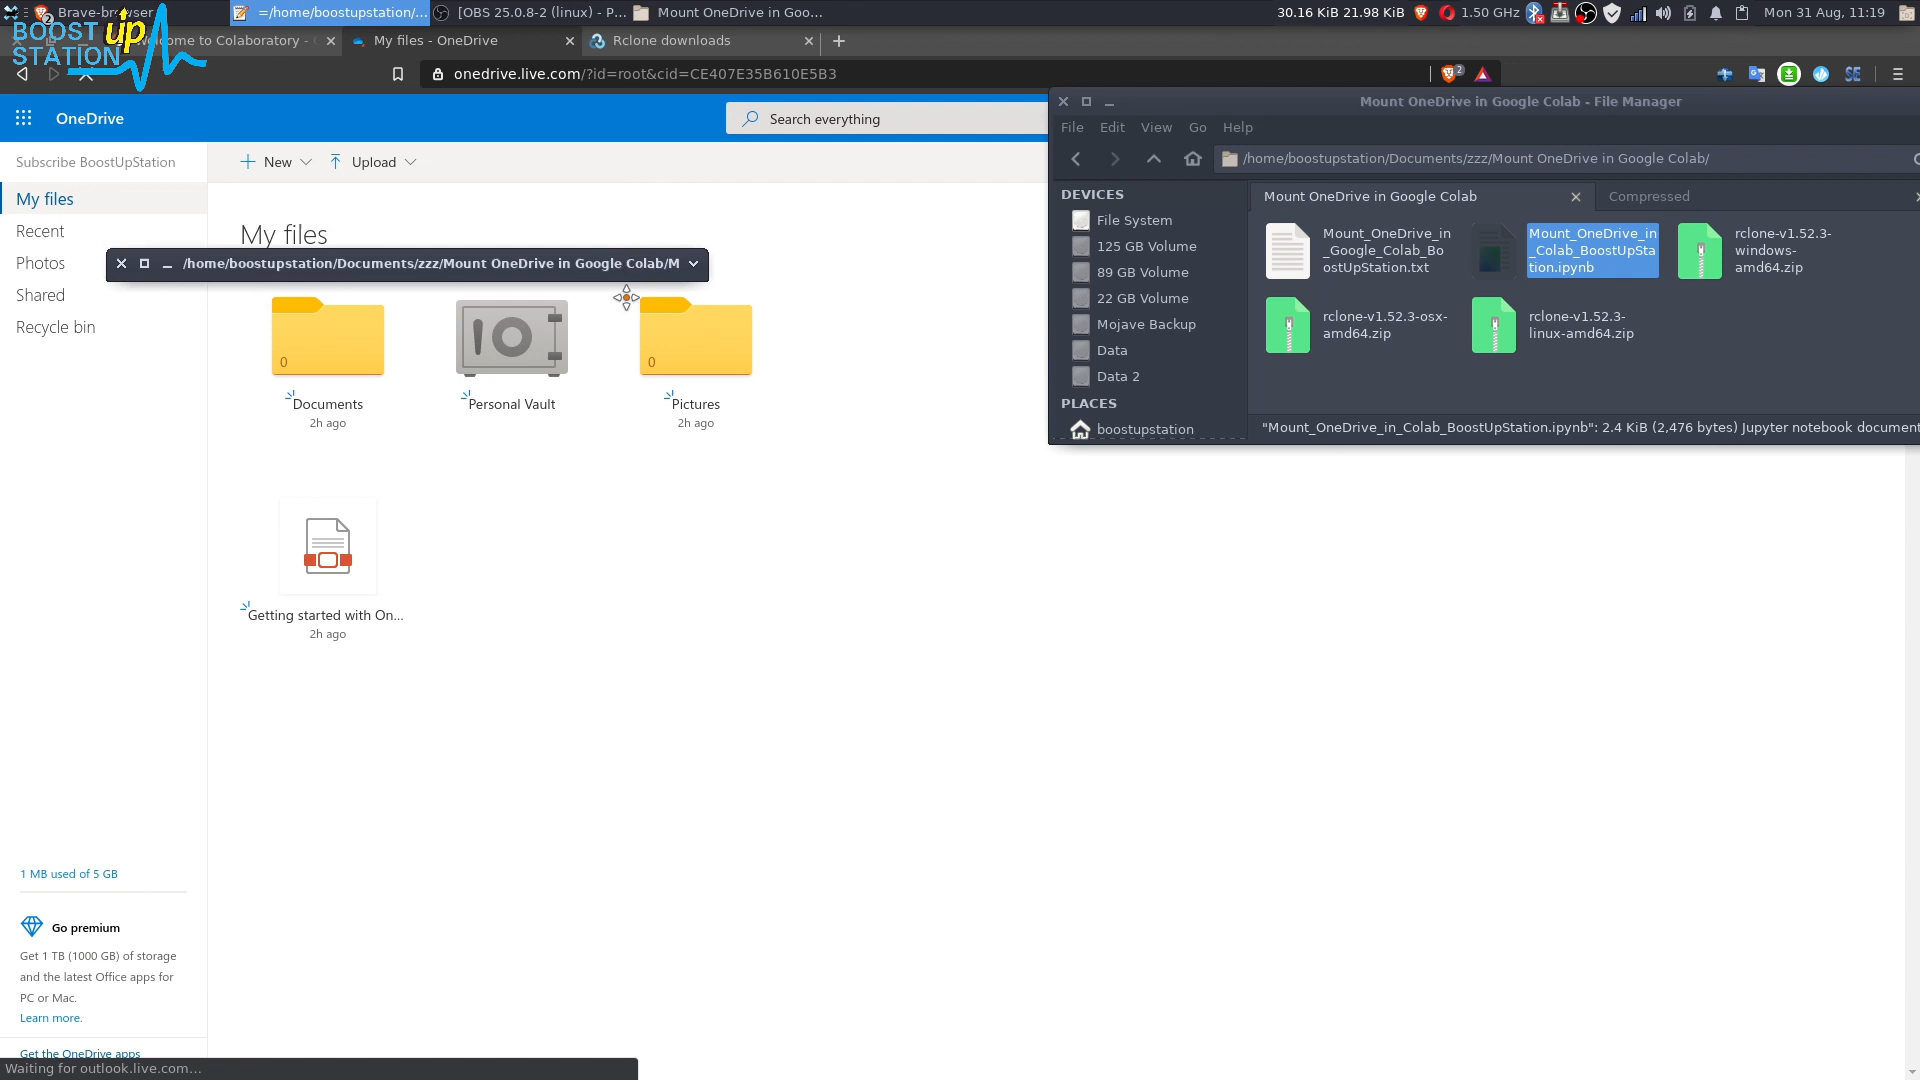 Brave-browser
=/home/boostupstation/...
[OBS 25.0.8-2 (linux) - P...
Mount OneDrive in Goo...
30.16 KiB 21.98 KiB
1.50 GHz
Mon 31 Aug, 11:19
2
BOOST up
STATION
elcome to Colaboratory -
My files - OneDrive
Rclone downloads
onedrive.live.com/?id=root&cid=CE407E35B610E5B3
2
SE
OneDrive
Search everything
Subscribe BoostUpStation
My files
Recent
Photos
Shared
Recycle bin
New
Upload
My files
/home/boostupstation/Documents/zzz/Mount OneDrive in Google Colab/M
0
0
Documents
2h ago
Personal Vault
Pictures
2h ago
Getting started with On...
2h ago
1 MB used of 5 GB
Go premium
Get 1 TB (1000 GB) of storage
and the latest Office apps for
PC or Mac.
Learn more.
Get the OneDrive apps
Waiting for outlook.live.com...
Mount OneDrive in Google Colab - File Manager
File
Edit
View
Go
Help
/home/boostupstation/Documents/zzz/Mount OneDrive in Google Colab/
DEVICES
File System
125 GB Volume
89 GB Volume
22 GB Volume
Mojave Backup
Data
Data 2
PLACES
boostupstation
Mount OneDrive in Google Colab
Compressed
Mount_OneDrive_in
_Google_Colab_Bo
ostUpStation.txt
Mount_OneDrive_in
_Colab_BoostUpSta
tion.ipynb
rclone-v1.52.3-
windows-
amd64.zip
rclone-v1.52.3-osx-
amd64.zip
rclone-v1.52.3-
linux-amd64.zip
"Mount_OneDrive_in_Colab_BoostUpStation.ipynb": 2.4 KiB (2,476 bytes) Jupyter notebook document